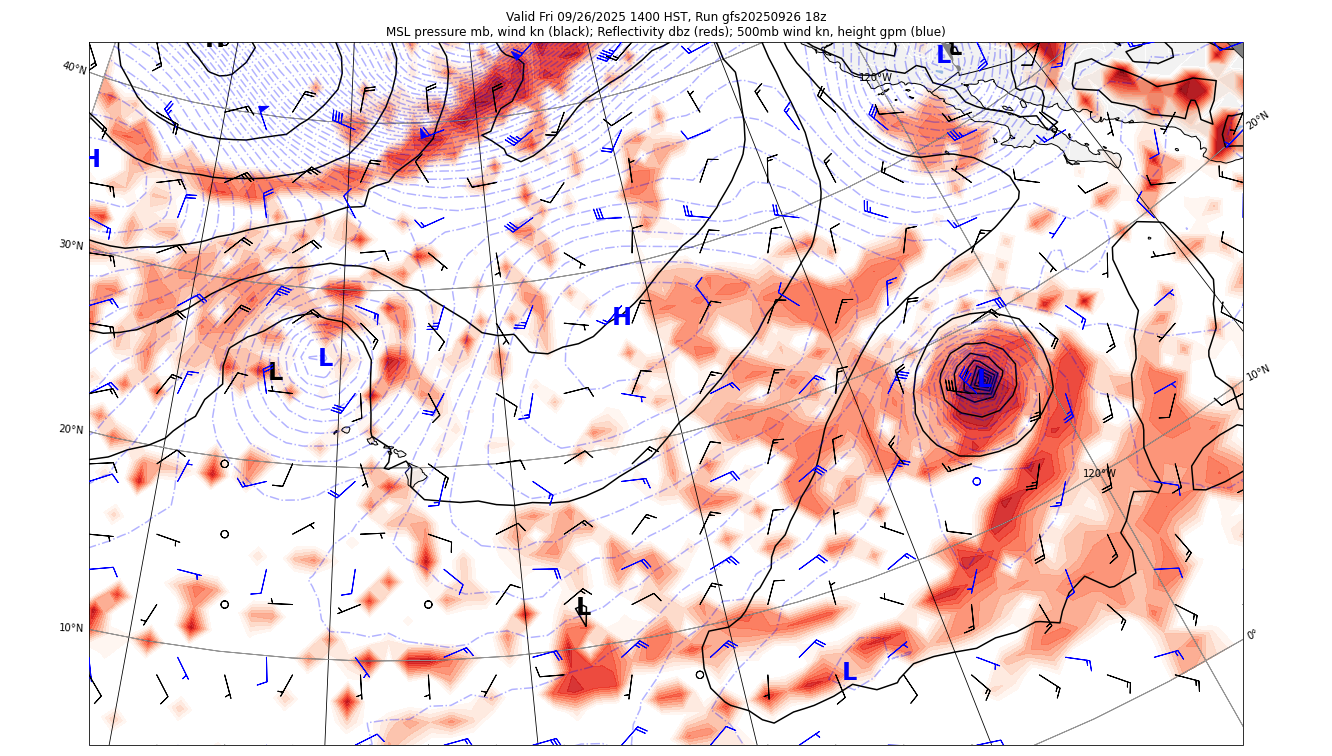 Valid Fri 09/26/2025 1400 HST, Run gfs20250926 18z
MSL pressure mb, wind kn (black); Reflectivity dbz (reds); 500mb wind kn, height gpm (blue)
H
L
L
40°N
120°W
20°N
H
30°N
H
L
L
10°N
20°N
120°W
L
10°N
0°
L